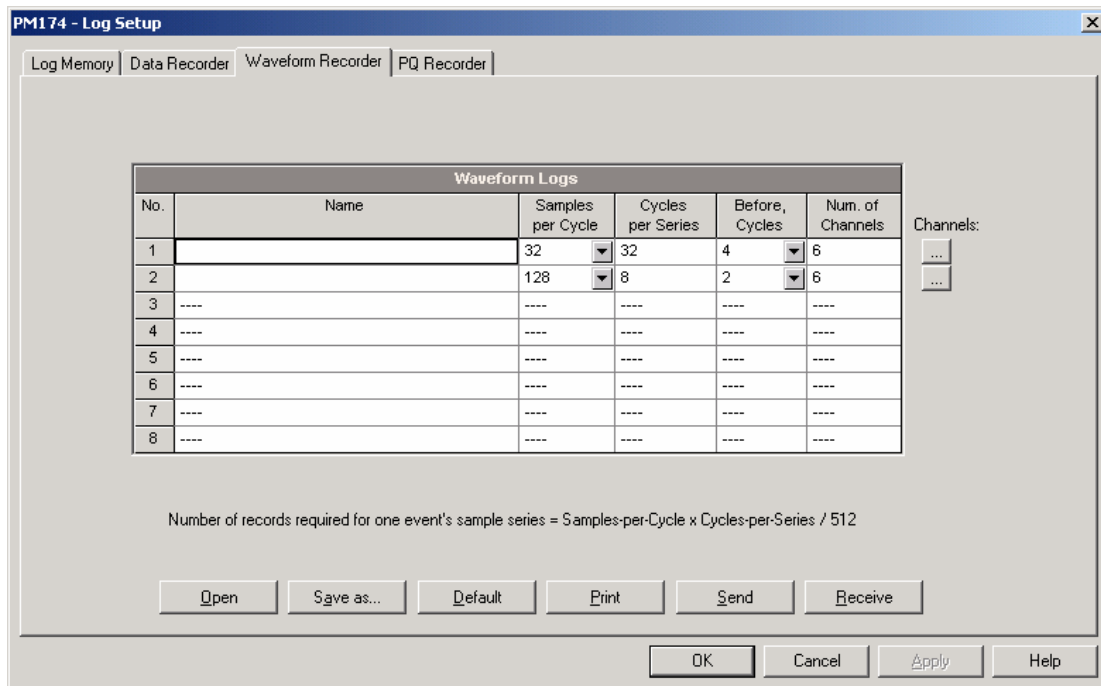 PM174 - Log Setup
Log Memory Data Recorder Waveform Recorder PQ Recorder
Waveform Logs
No. Name Samples per Cycle Cycles per Series Before, Cycles Num. of Channels Channels:
1 32 32 4 6 ...
2 128 8 2 6 ...
3 ---- ---- ---- ---- ----
4 ---- ---- ---- ---- ----
5 ---- ---- ---- ---- ----
6 ---- ---- ---- ---- ----
7 ---- ---- ---- ---- ----
8 ---- ---- ---- ---- ----
Number of records required for one event's sample series = Samples-per-Cycle x Cycles-per-Series / 512
Open Save as... Default Print Send Receive
OK Cancel Apply Help